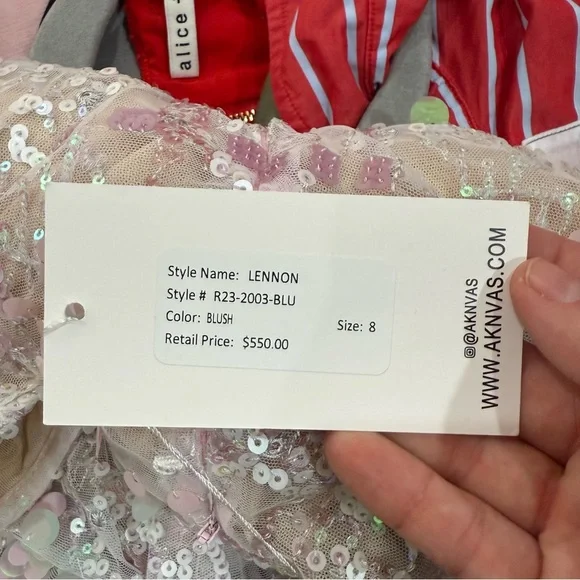 alice +
Style Name: LENNON
Style # R23-2003-BLU
Color: BLUSH
Size: 8
Retail Price: $550.00
@AKNVAS
WWW.AKNVAS.COM